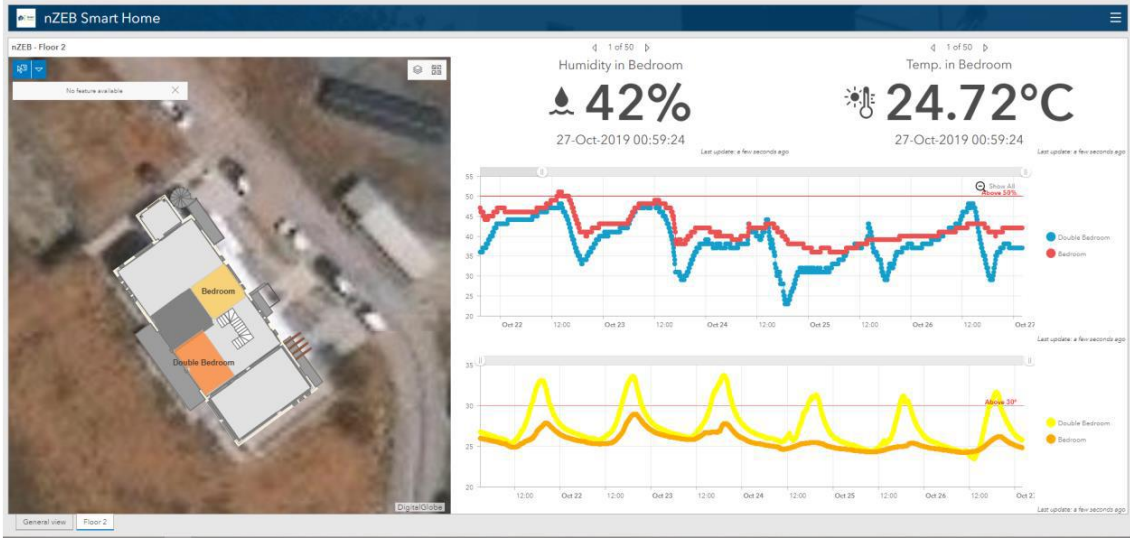 nZEB Smart Home
nZEB - Floor 2
No feature available
Bedroom
Double Bedroom
DigitalGlobe
General view
Floor 2
1 of 50
Humidity in Bedroom
42%
27-Oct-2019 00:59:24
Last update: a few seconds ago
1 of 50
Temp. in Bedroom
24.72°C
27-Oct-2019 00:59:24
Last update: a few seconds ago
Show All
Above 50%
55
50
45
40
35
30
25
20
Oct 22 12:00 Oct 23 12:00 Oct 24 12:00 Oct 25 12:00 Oct 26 12:00 Oct 27
Double Bedroom
Bedroom
Last update: a few seconds ago
35
30
25
20
Above 30°
12:00 Oct 22 12:00 Oct 23 12:00 Oct 24 12:00 Oct 25 12:00 Oct 26 12:00
Double Bedroom
Bedroom
Last update: a few seconds ago